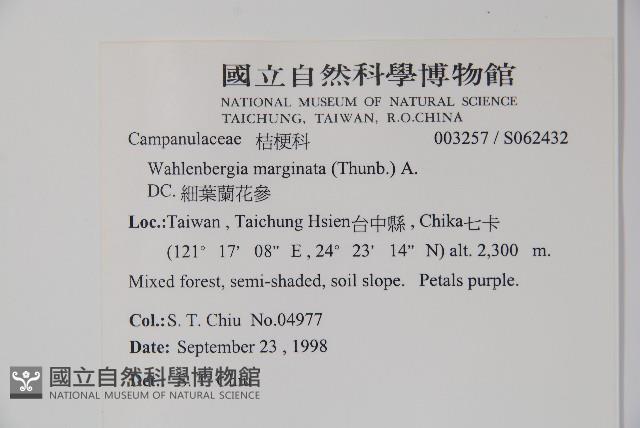 國立自然科學博物館
NATIONAL MUSEUM OF NATURAL SCIENCE
TAICHUNG, TAIWAN, R.O.CHINA
Campanulaceae 桔梗科 003257 / S062432
Wahlenbergia marginata (Thunb.) A.
DC. 細葉蘭花參
Loc.:Taiwan , Taichung Hsien台中縣 , Chika七卡
(121° 17' 08" E , 24° 23' 14" N) alt. 2,300 m.
Mixed forest, semi-shaded, soil slope. Petals purple.
Col.: S. T. Chiu No.04977
Date: September 23 , 1998
國立自然科學博物館
NATIONAL MUSEUM OF NATURAL SCIENCE